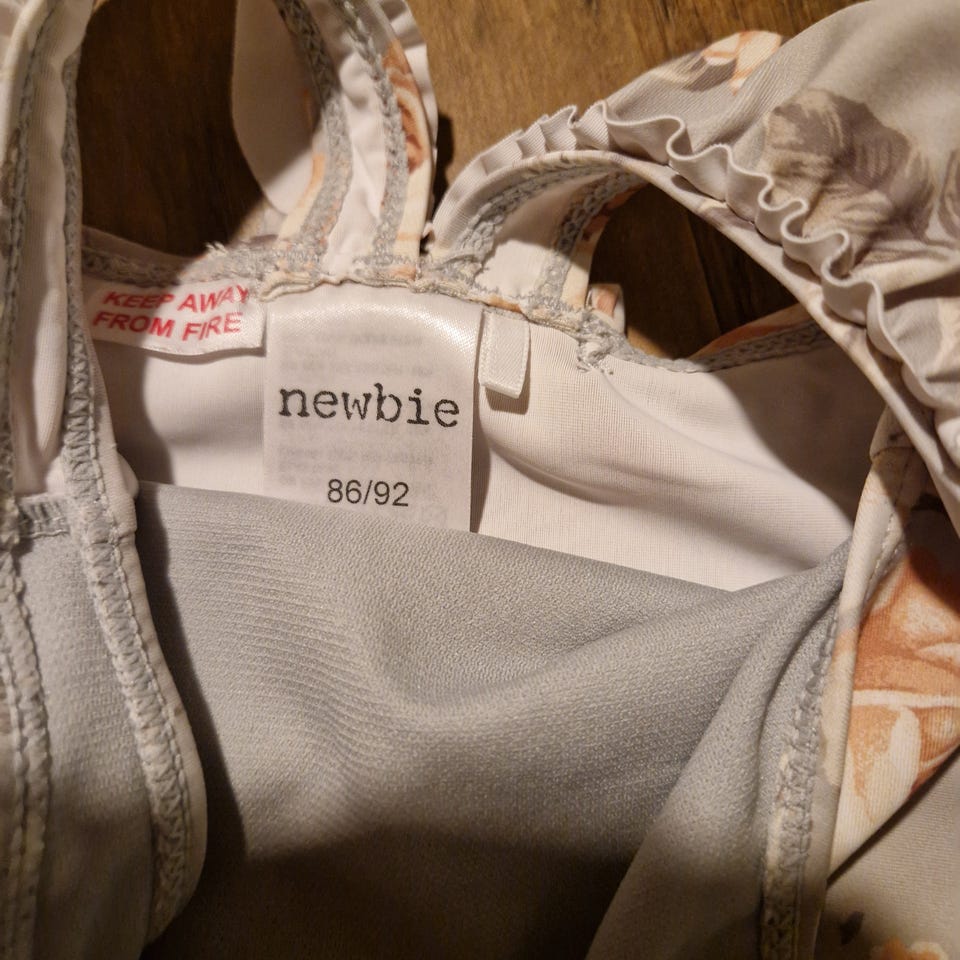 KEEP AWAY
FROM FIRE
newbie
86/92